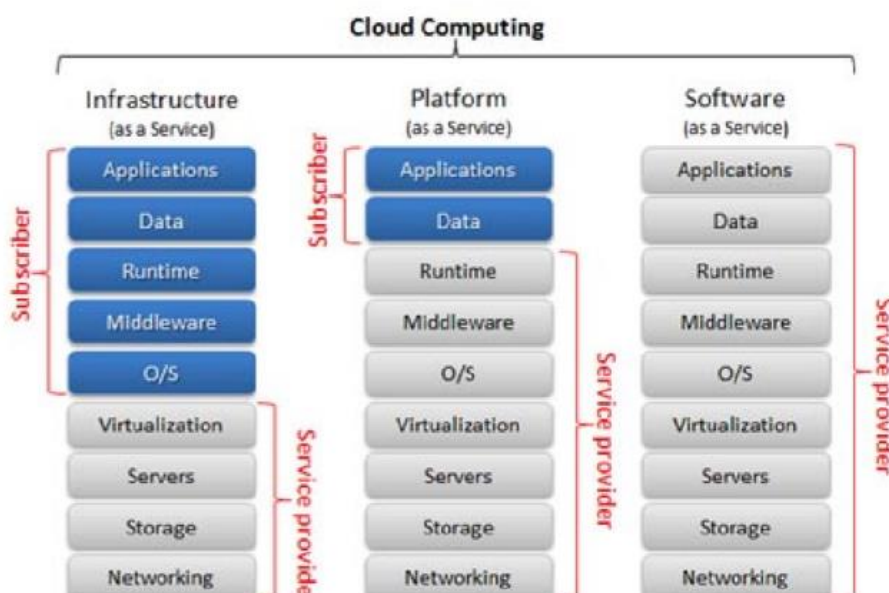 Cloud Computing
Infrastructure
(as a Service)
Subscriber
Applications
Data
Runtime
Middleware
O/S
Virtualization
Servers
Storage
Networking
Service provide
Platform
(as a Service)
Subscriber
Applications
Data
Runtime
Middleware
O/S
Virtualization
Servers
Storage
Networking
Service provider
Software
(as a Service)
Applications
Data
Runtime
Middleware
O/S
Virtualization
Servers
Storage
Networking
Service provider